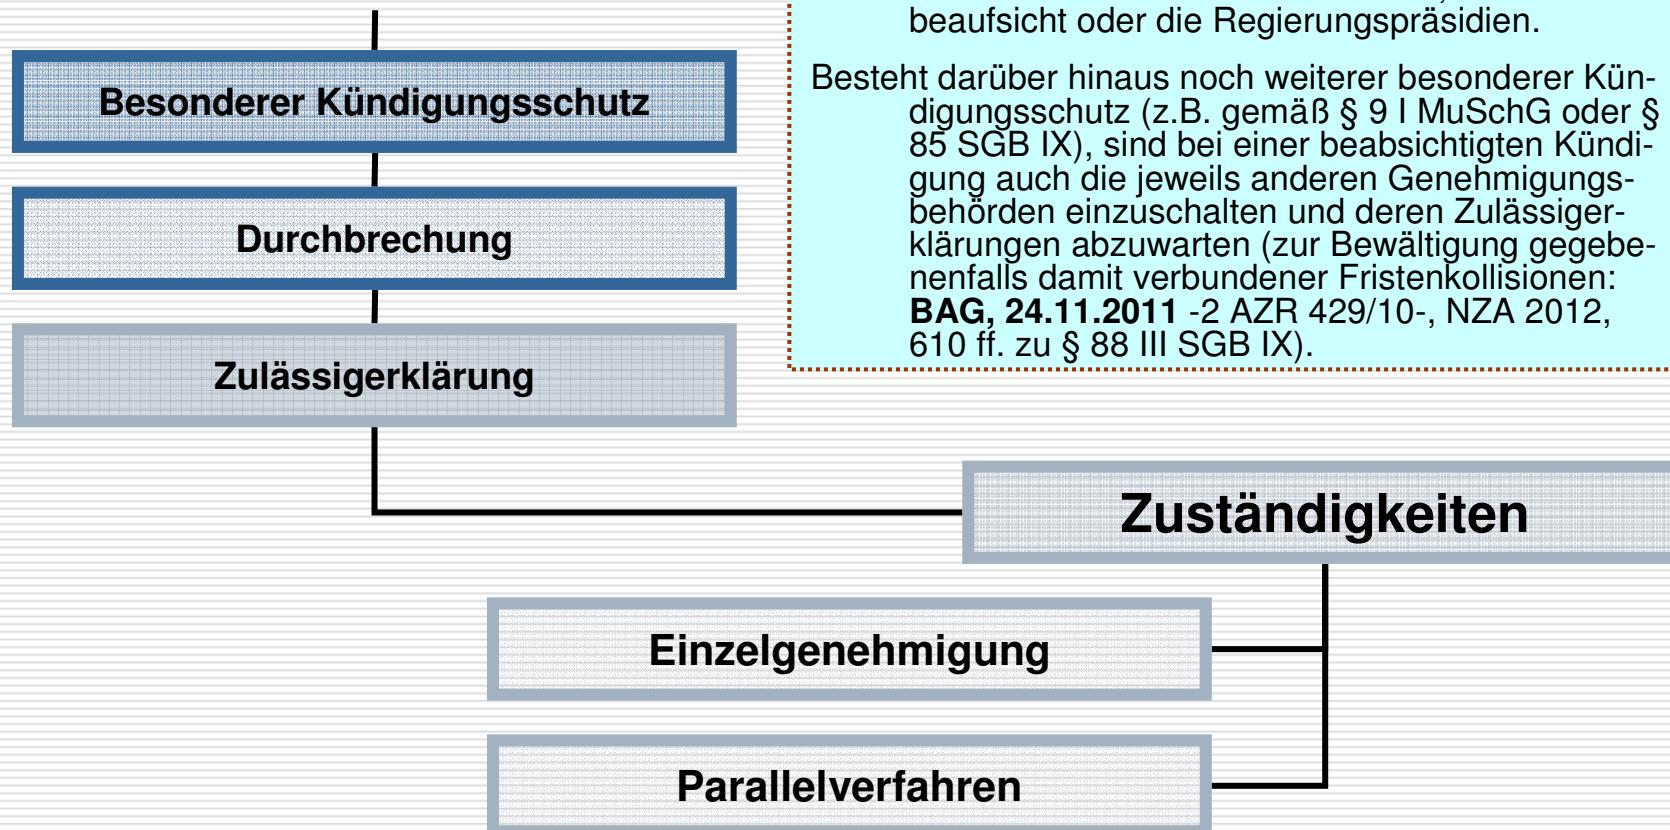 beaufsicht oder die Regierungspräsidien.
Besteht darüber hinaus noch weiterer besonderer Kün-
digungsschutz (z.B. gemäß § 9 I MuSchG oder §
85 SGB IX), sind bei einer beabsichtigten Kündi-
gung auch die jeweils anderen Genehmigungs-
behörden einzuschalten und deren Zulässiger-
klärungen abzuwarten (zur Bewältigung gegebe-
nenfalls damit verbundener Fristenkollisionen:
BAG, 24.11.2011 -2 AZR 429/10-, NZA 2012,
610 ff. zu § 88 III SGB IX).
Besonderer Kündigungsschutz
Durchbrechung
Zulässigerklärung
Zuständigkeiten
Einzelgenehmigung
Parallelverfahren